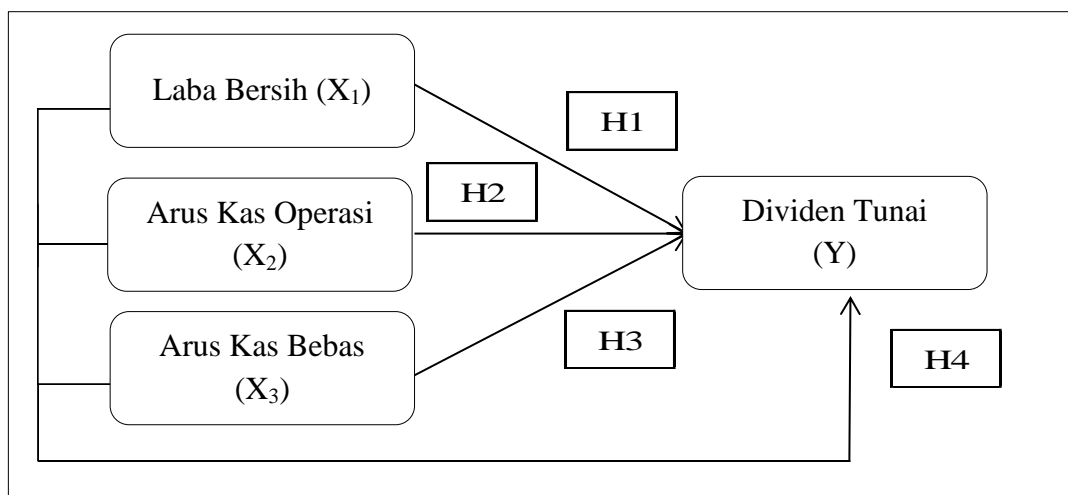 Laba Bersih (X₁)
H1
Arus Kas Operasi
(X₂)
H2
Dividen Tunai
(Y)
Arus Kas Bebas
(X₃)
H3
H4